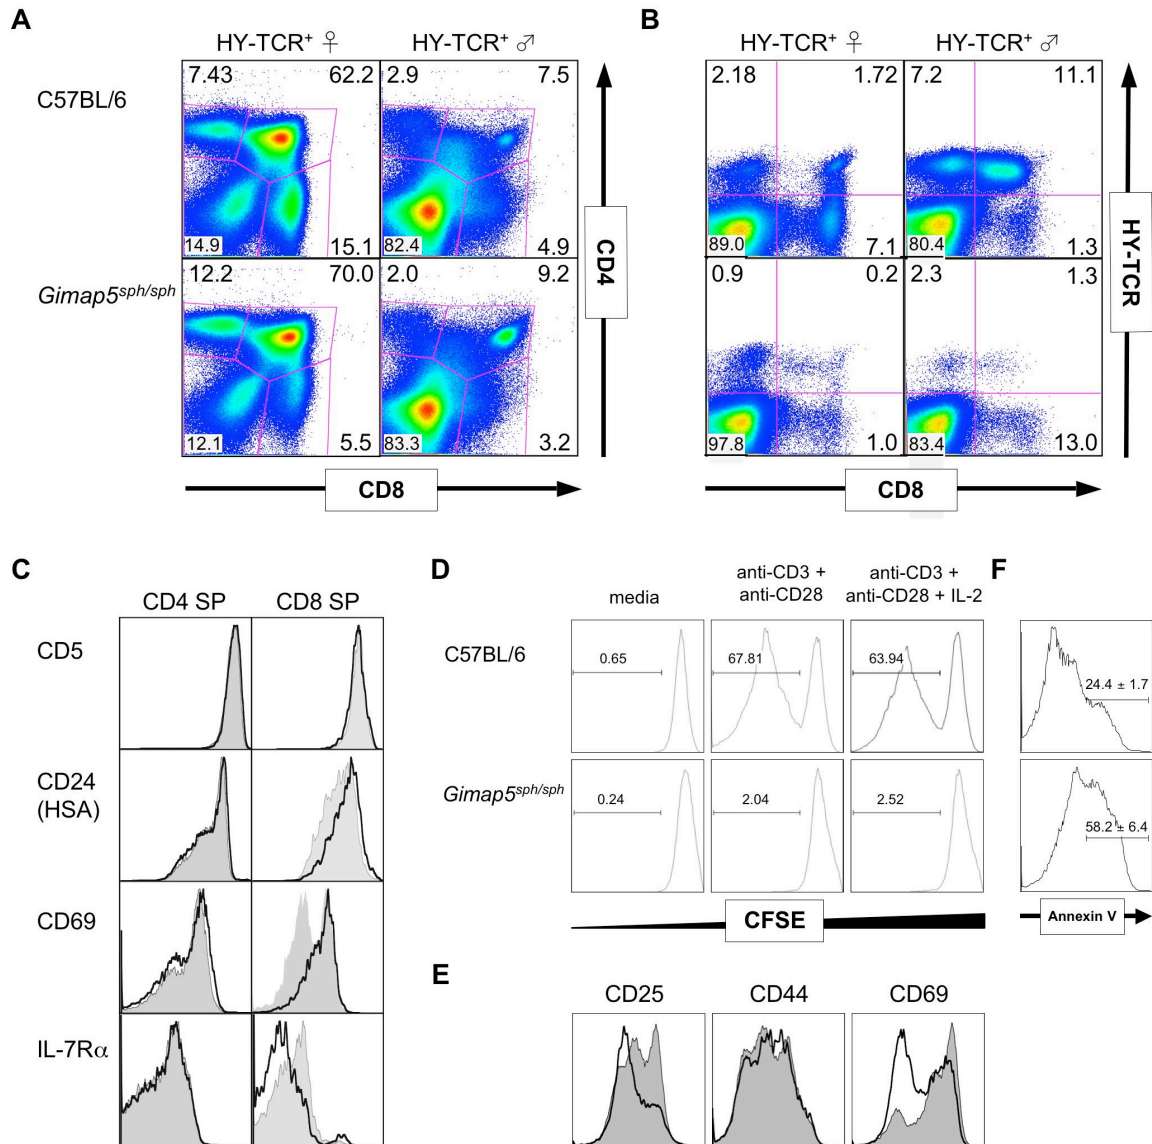 A
HY-TCR+ ♀ HY-TCR+ ♂
C57BL/6
7.43 62.2 2.9 7.5
14.9 15.1 82.4 4.9
Gimap5sph/sph
12.2 70.0 2.0 9.2
12.1 5.5 83.3 3.2
CD4
CD8
B
HY-TCR+ ♀ HY-TCR+ ♂
2.18 1.72 7.2 11.1
89.0 7.1 80.4 1.3
0.9 0.2 2.3 1.3
97.8 1.0 83.4 13.0
HY-TCR
CD8
C
CD4 SP CD8 SP
CD5
CD24
(HSA)
CD69
IL-7Rα
D
media
anti-CD3 +
anti-CD28
anti-CD3 +
anti-CD28 + IL-2
C57BL/6
0.65 67.81 63.94
Gimap5sph/sph
0.24 2.04 2.52
CFSE
F
24.4 ± 1.7
58.2 ± 6.4
Annexin V
E
CD25 CD44 CD69